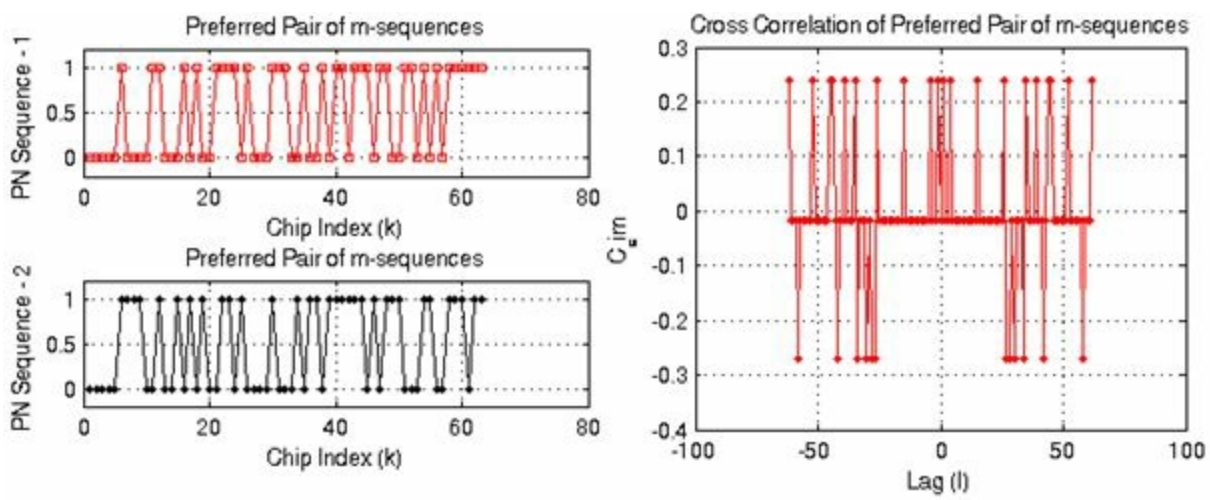 Preferred Pair of m-sequences
PN Sequence - 1
1
0.5
0
0 20 40 60 80
Chip Index (k)
Preferred Pair of m-sequences
PN Sequence - 2
1
0.5
0
0 20 40 60 80
Chip Index (k)
Cross Correlation of Preferred Pair of m-sequences
0.3
0.2
0.1
0
-0.1
-0.2
-0.3
-0.4
-100 -50 0 50 100
Lag (l)